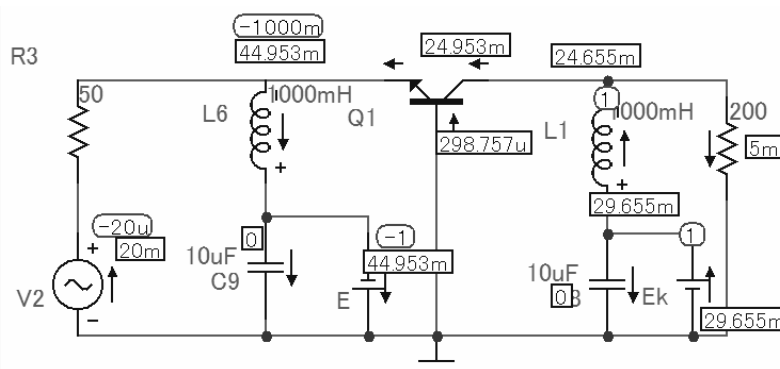 -1000m
44.953m
24.953m
24.655m
R3
50
L6
1000mH
Q1
298.757u
L1
1
1000mH
200
5m
29.655m
-20u
20m
V2
+
−
+
0
10uF
C9
-1
44.953m
E
+
1
10uF
0
Ek
29.655m